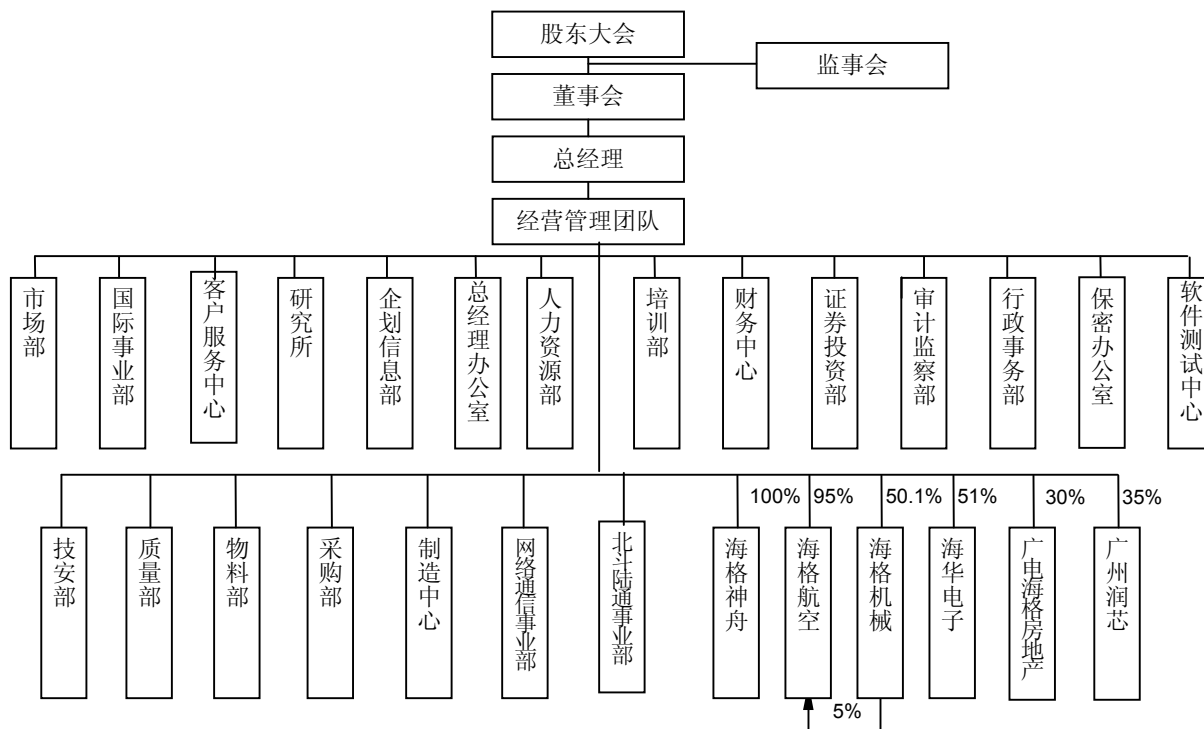 股东大会
监事会
董事会
总经理
经营管理团队
市场部
国际事业部
客户服务中心
研究所
企划信息部
总经理办公室
人力资源部
培训部
财务中心
证券投资部
审计监察部
行政事务部
保密办公室
软件测试中心
100%
95%
50.1%
51%
30%
35%
技安部
质量部
物料部
采购部
制造中心
网络通信事业部
北斗陆通事业部
海格神舟
海格航空
海格机械
海华电子
广电海格房地产
广州润芯
5%